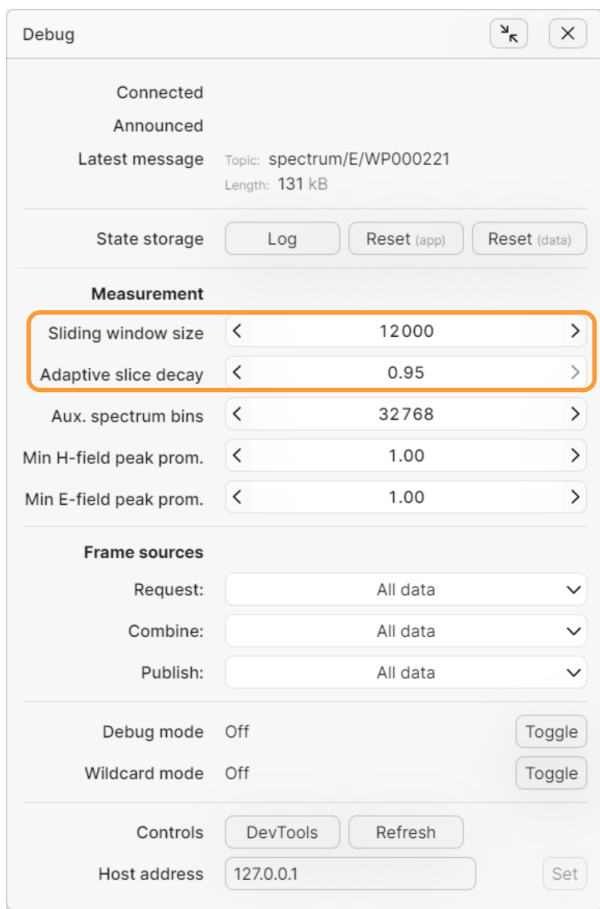 Debug
Connected
Announced
Latest message Topic: spectrum/E/WP000221
Length: 131 kB
State storage Log Reset (app) Reset (data)
Measurement
Sliding window size 12000
Adaptive slice decay 0.95
Aux. spectrum bins 32768
Min H-field peak prom. 1.00
Min E-field peak prom. 1.00
Frame sources
Request: All data
Combine: All data
Publish: All data
Debug mode Off Toggle
Wildcard mode Off Toggle
Controls DevTools Refresh
Host address 127.0.0.1 Set